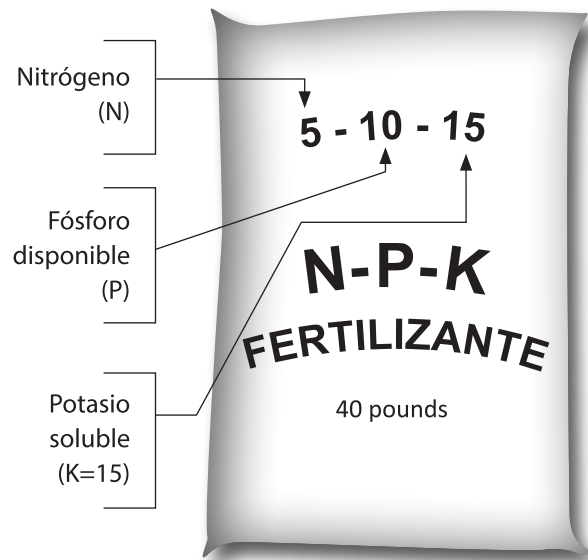 Nitrógeno
(N)
Fósforo
disponible
(P)
Potasio
soluble
(K=15)
5 - 10 - 15
N-P-K
FERTILIZANTE
40 pounds